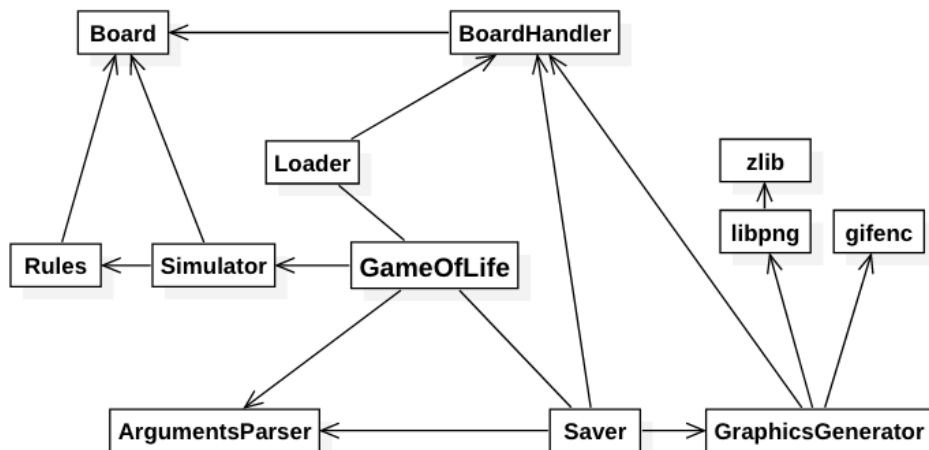 Board
BoardHandler
Loader
zlib
libpng
gifenc
Rules
Simulator
GameOfLife
ArgumentsParser
Saver
GraphicsGenerator